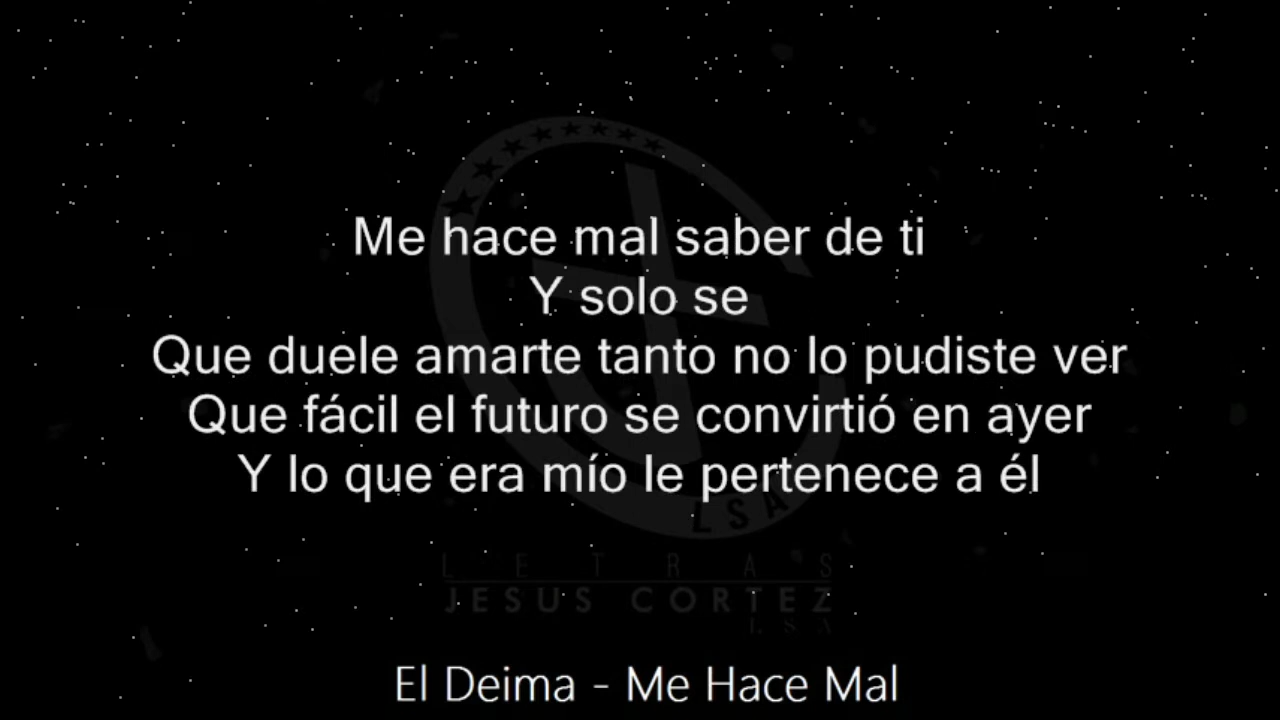 Me hace mal saber de ti
Y solo se
Que duele amarte tanto no lo pudiste ver
Que fácil el futuro se convirtió en ayer
Y lo que era mío le pertenece a él
LSA
LETRAS
JESUS CORTEZ
LSA
El Deima - Me Hace Mal